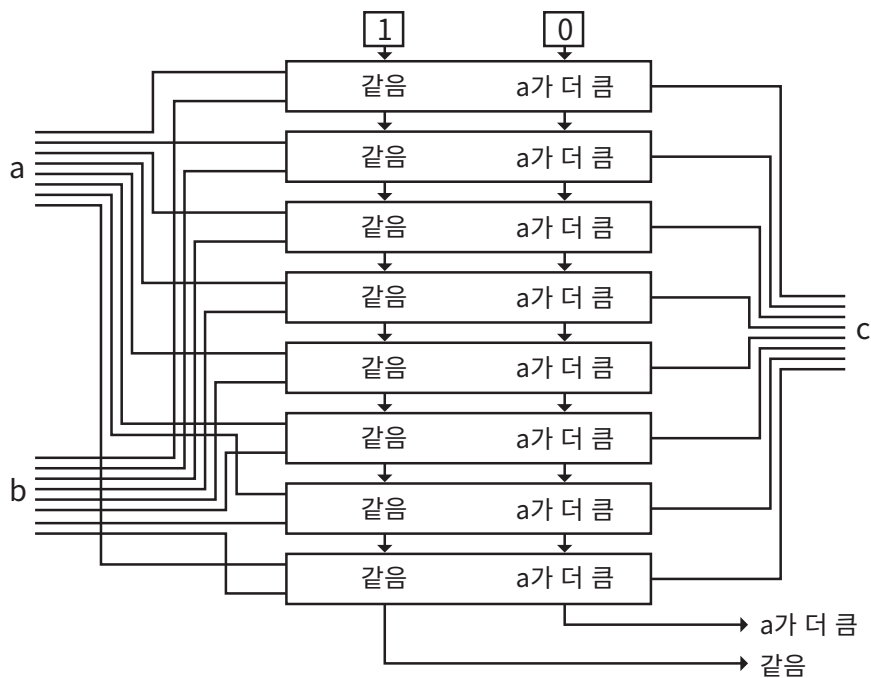 1 0
같음 a가 더 큼
같음 a가 더 큼
a
같음 a가 더 큼
같음 a가 더 큼
c
같음 a가 더 큼
같음 a가 더 큼
b
같음 a가 더 큼
같음 a가 더 큼
a가 더 큼
같음